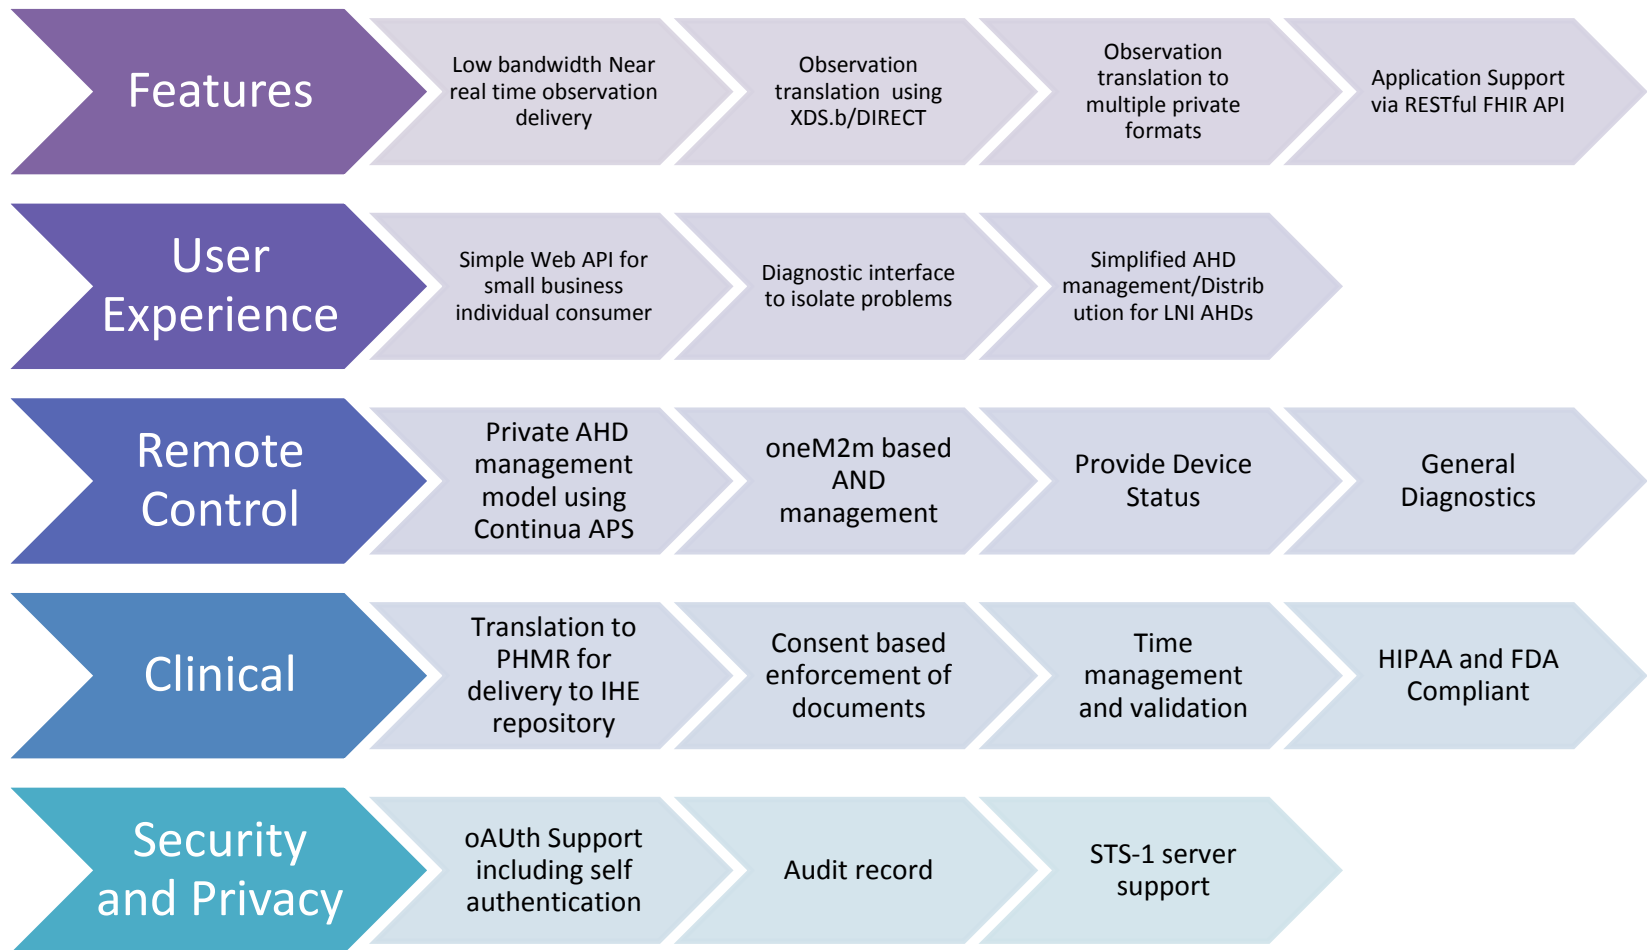 Features
Low bandwidth Near
real time observation
delivery
Observation
translation using
XDS.b/DIRECT
Observation
translation to
multiple private
formats
Application Support
via RESTful FHIR API
User
Experience
Simple Web API for
small business
individual consumer
Diagnostic interface
to isolate problems
Simplified AHD
management/Distrib
ution for LNI AHDs
Remote
Control
Private AHD
management
model using
Continua APS
oneM2m based
AND
management
Provide Device
Status
General
Diagnostics
Clinical
Translation to
PHMR for
delivery to IHE
repository
Consent based
enforcement of
documents
Time
management
and validation
HIPAA and FDA
Compliant
Security
and Privacy
oAUth Support
including self
authentication
Audit record
STS-1 server
support